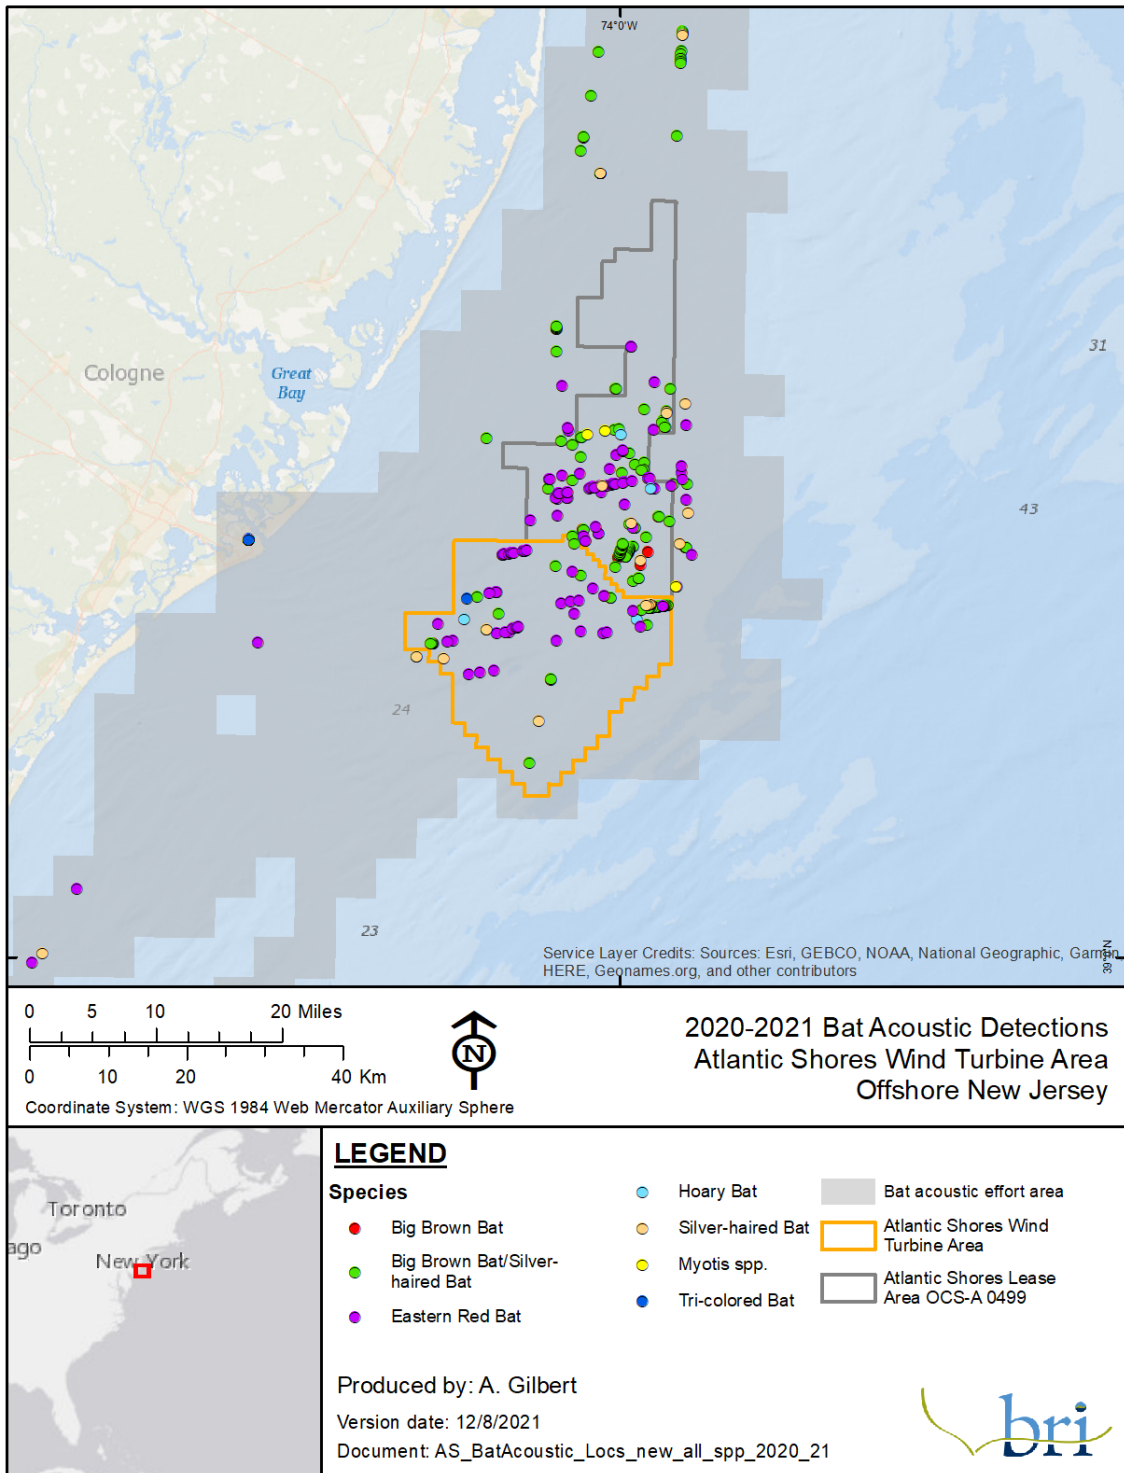 74°0'W
Cologne
Great
Bay
31
43
24
23
39°0'N
Service Layer Credits: Sources: Esri, GEBCO, NOAA, National Geographic, Garmin,
HERE, Geonames.org, and other contributors
0 5 10 20 Miles
0 10 20 40 Km
N
Coordinate System: WGS 1984 Web Mercator Auxiliary Sphere
2020-2021 Bat Acoustic Detections
Atlantic Shores Wind Turbine Area
Offshore New Jersey
Toronto
ago
New York
LEGEND
Species
Big Brown Bat
Big Brown Bat/Silver-
haired Bat
Eastern Red Bat
Hoary Bat
Silver-haired Bat
Myotis spp.
Tri-colored Bat
Bat acoustic effort area
Atlantic Shores Wind
Turbine Area
Atlantic Shores Lease
Area OCS-A 0499
Produced by: A. Gilbert
Version date: 12/8/2021
Document: AS_BatAcoustic_Locs_new_all_spp_2020_21
bri